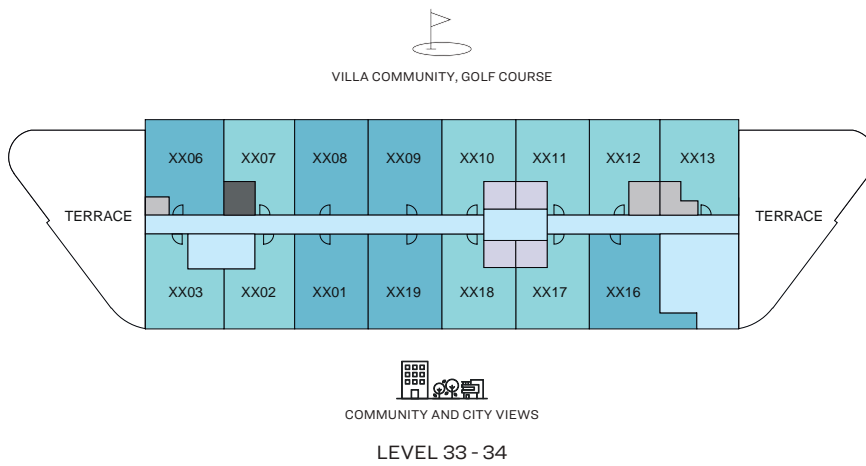 VILLA COMMUNITY, GOLF COURSE
XX06 XX07 XX08 XX09 XX10 XX11 XX12 XX13
TERRACE TERRACE
XX03 XX02 XX01 XX19 XX18 XX17 XX16
COMMUNITY AND CITY VIEWS
LEVEL 33 - 34